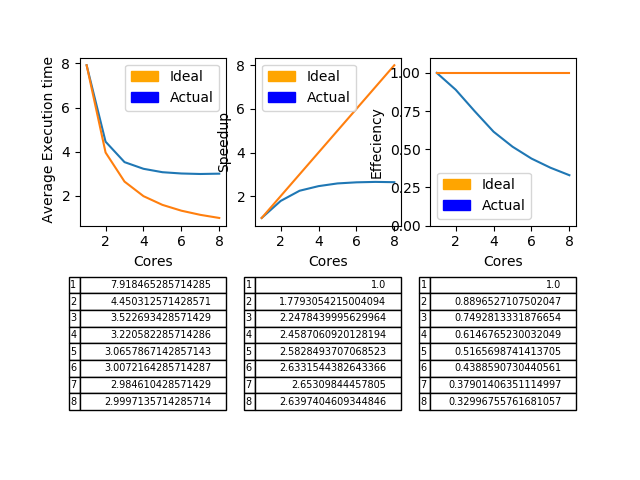 Average Execution time
8
6
4
2
2 4 6 8
Cores
Ideal
Actual
Speedup
8
6
4
2
2 4 6 8
Cores
Ideal
Actual
Effeciency
1.00
0.75
0.50
0.25
0.00
2 4 6 8
Cores
Ideal
Actual
1 7.918465285714285
2 4.450312571428571
3 3.522693428571429
4 3.220582285714286
5 3.0657867142857143
6 3.0072164285714287
7 2.984610428571429
8 2.9997135714285714
1 1.0
2 1.7793054215004094
3 2.2478439995629964
4 2.4587060920128194
5 2.5828493707068523
6 2.6331544382643366
7 2.65309844457805
8 2.6397404609344846
1 1.0
2 0.8896527107502047
3 0.7492813331876654
4 0.6146765230032049
5 0.5165698741413705
6 0.4388590730440561
7 0.37901406351114997
8 0.32996755761681057